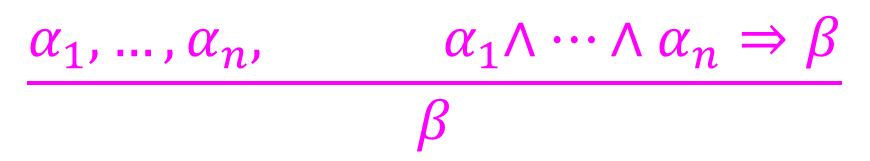 α₁, … , αₙ,    α₁∧ ⋯ ∧ αₙ ⇒ β
β